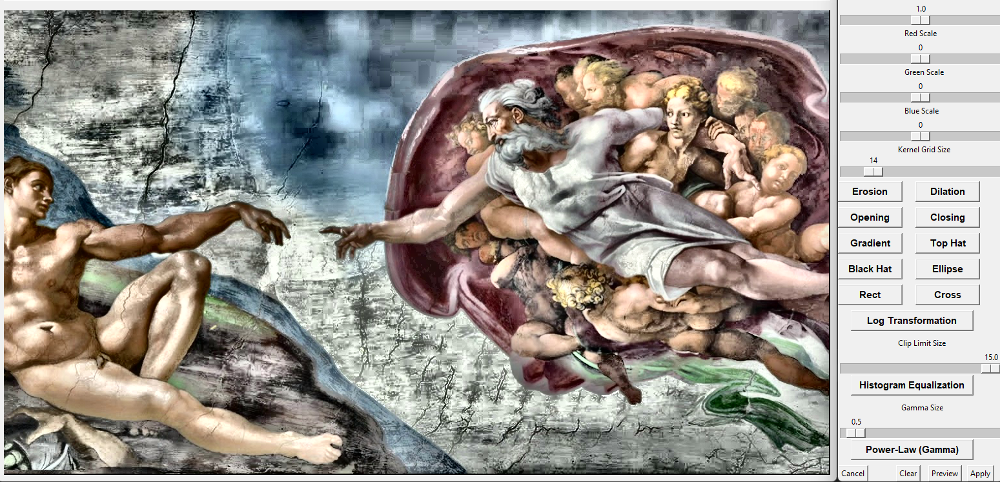 1.0
Red Scale
0
Green Scale
0
Blue Scale
0
Kernel Grid Size
14
Erosion Dilation
Opening Closing
Gradient Top Hat
Black Hat Ellipse
Rect Cross
Log Transformation
Clip Limit Size
15.0
Histogram Equalization
Gamma Size
0.5
Power-Law (Gamma)
Cancel Clear Preview Apply